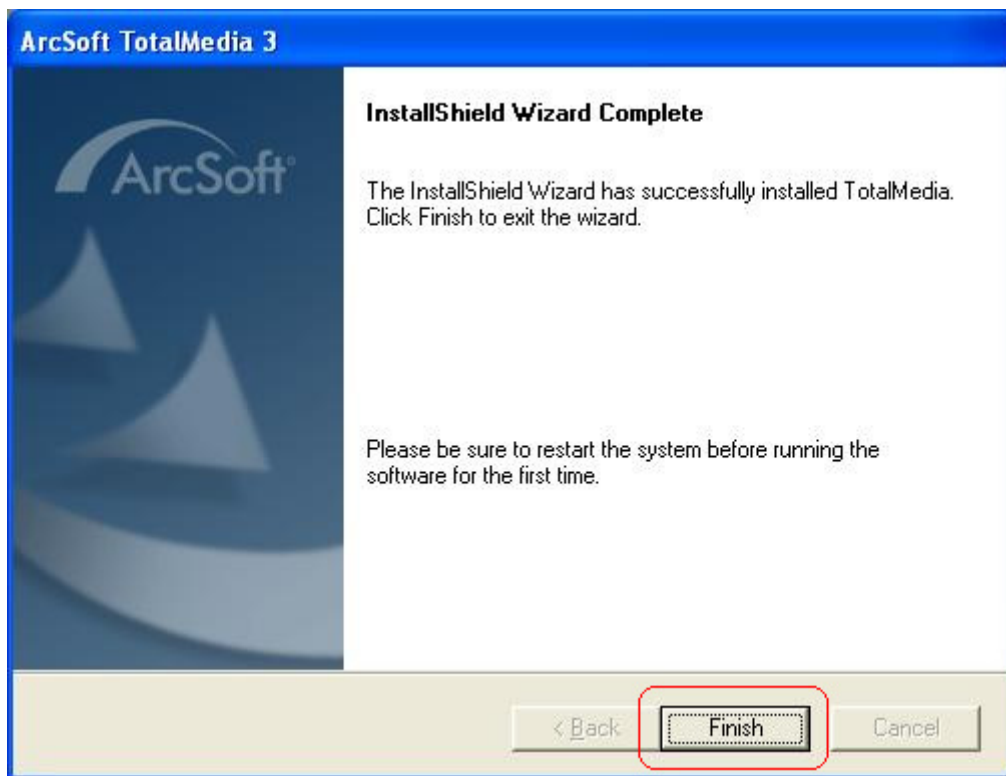 ArcSoft TotalMedia 3
ArcSoft
InstallShield Wizard Complete
The InstallShield Wizard has successfully installed TotalMedia.
Click Finish to exit the wizard.
Please be sure to restart the system before running the
software for the first time.
< Back
Finish
Cancel